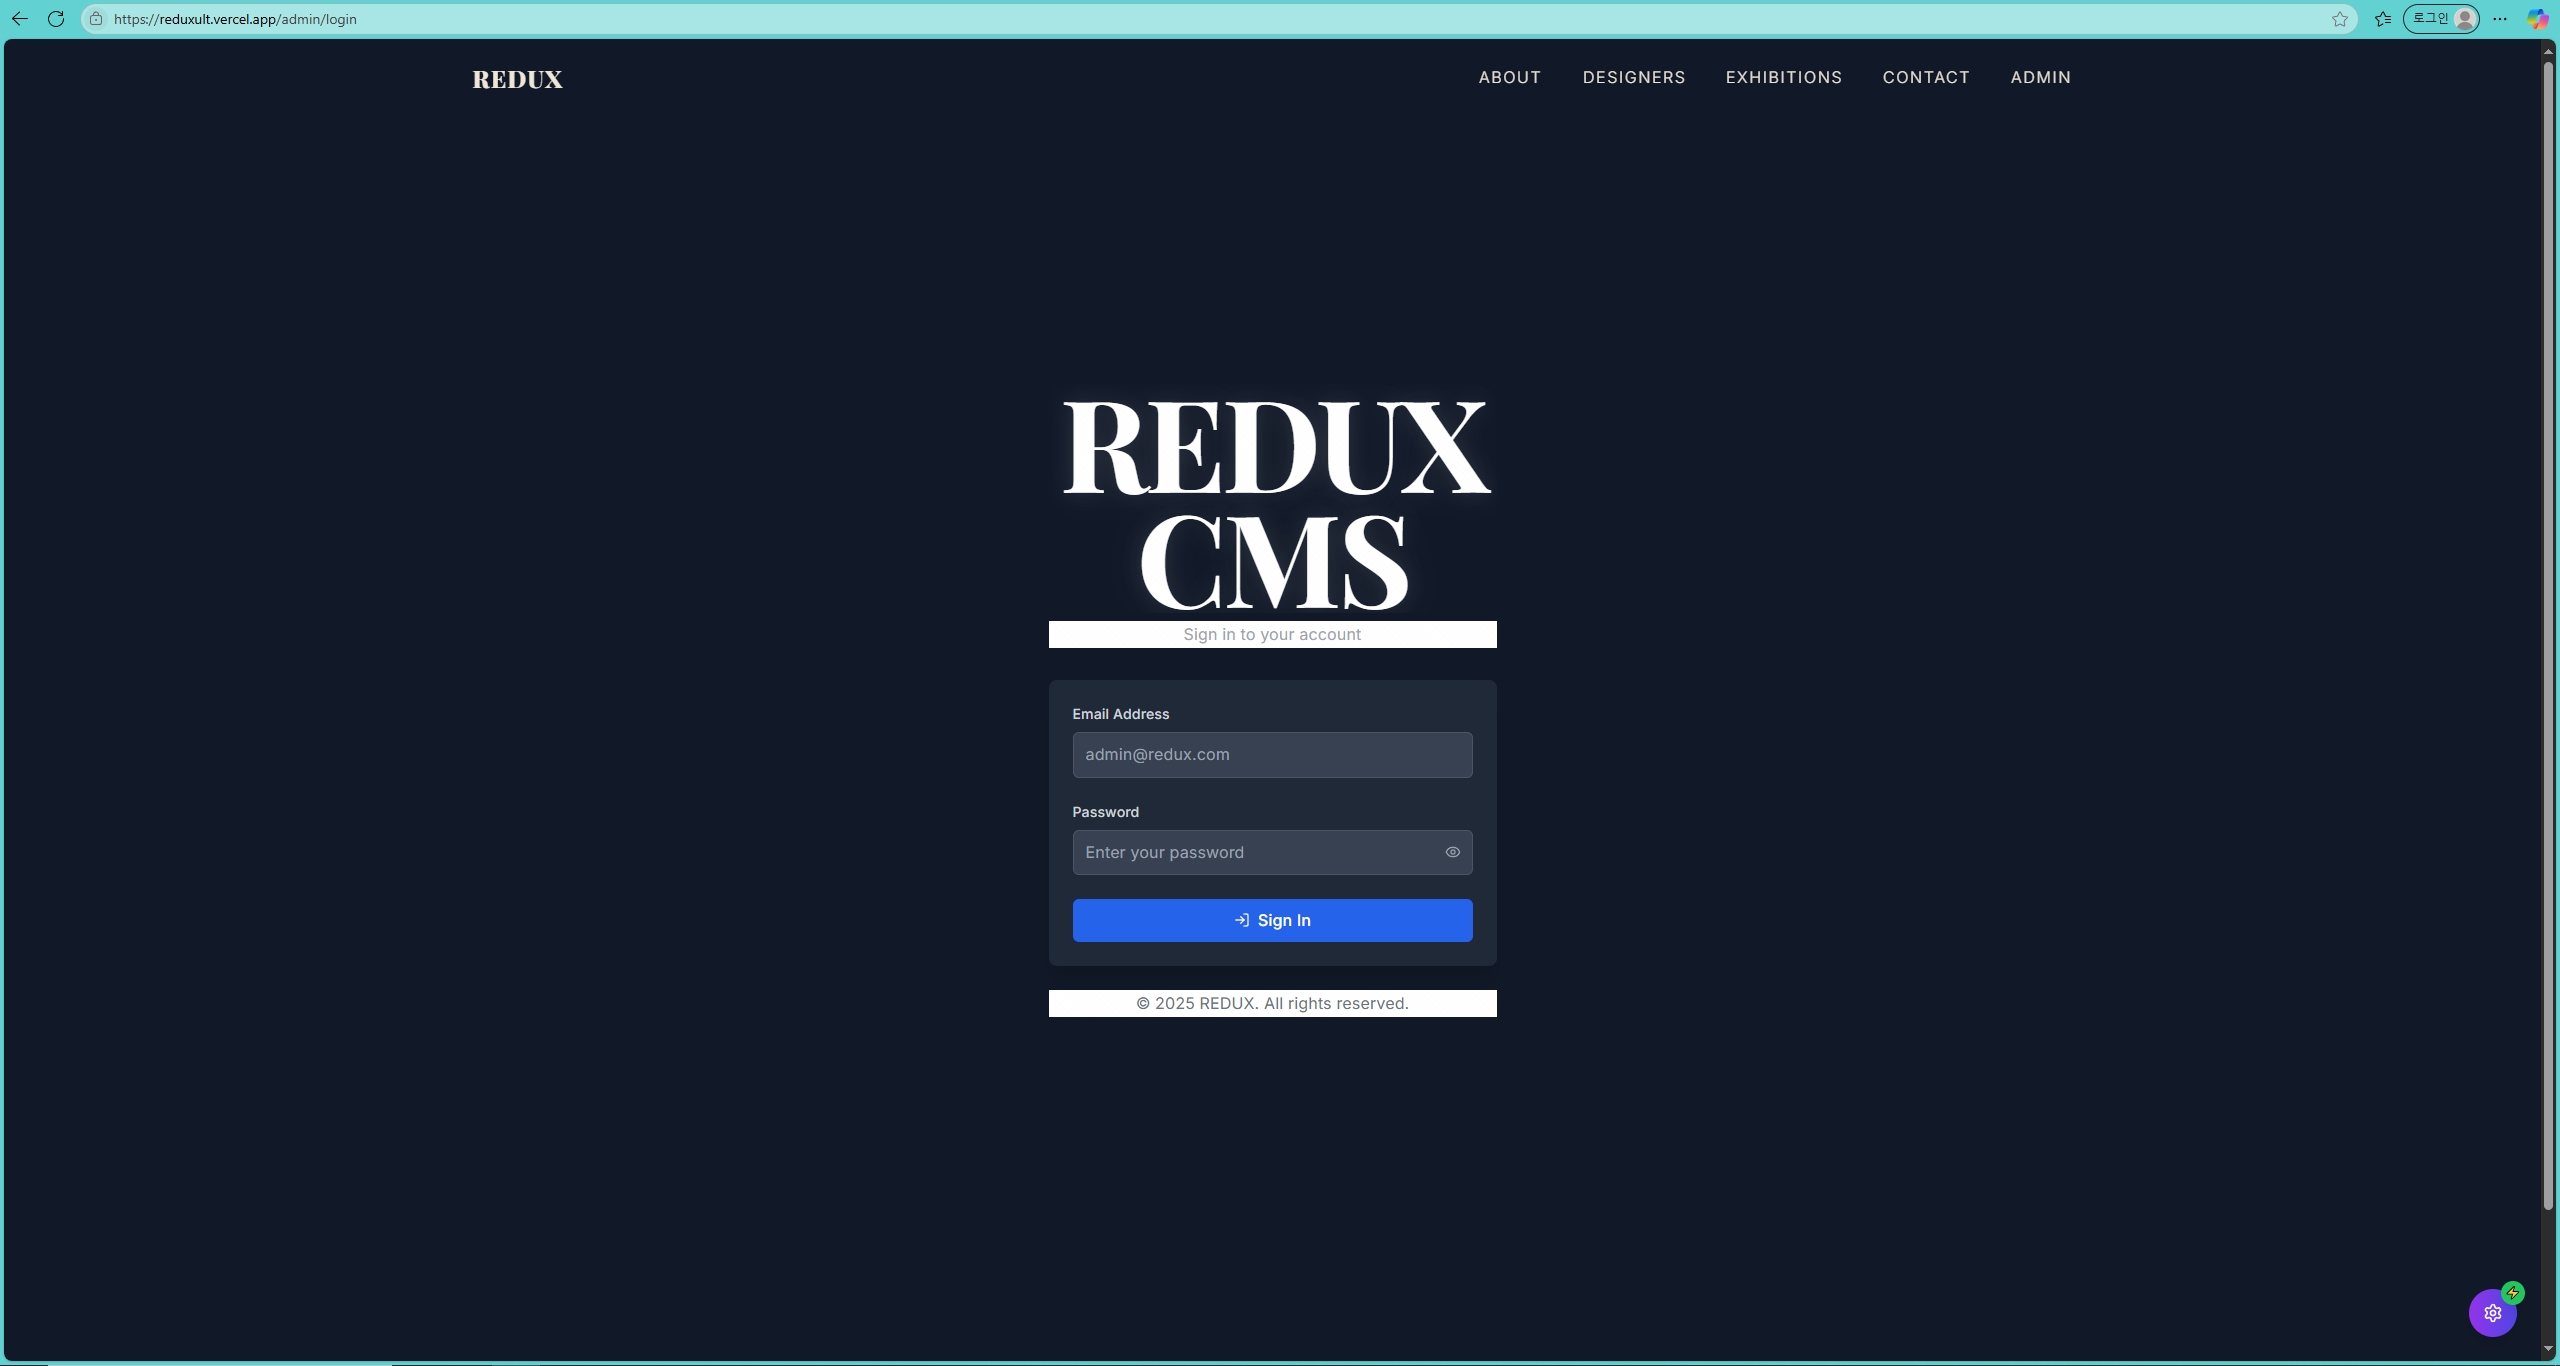 https://reduxult.vercel.app/admin/login
로그인
REDUX
ABOUT DESIGNERS EXHIBITIONS CONTACT ADMIN
REDUX
CMS
Sign in to your account
Email Address
admin@redux.com
Password
Enter your password
Sign In
© 2025 REDUX. All rights reserved.